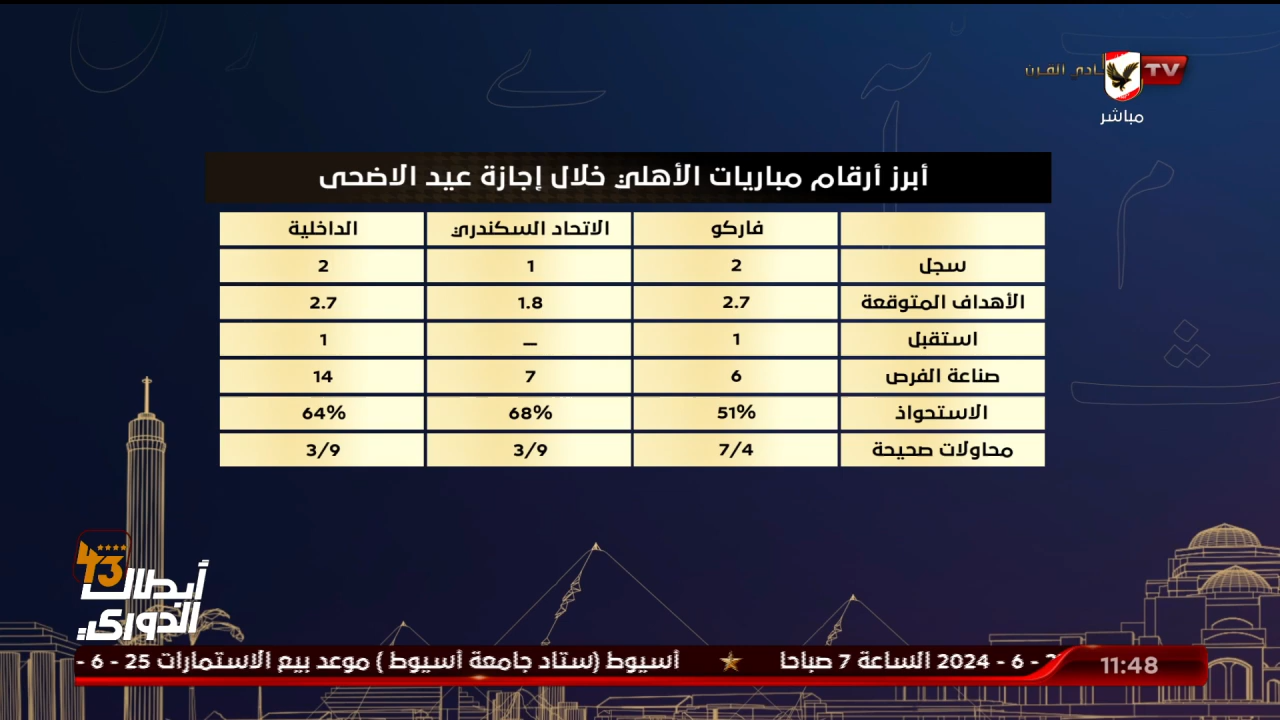 نادي القرن TV
مباشر
أبرز أرقام مباريات الأهلي خلال إجازة عيد الاضحى
فاركو الاتحاد السكندري الداخلية
سجل 2 1 2
الأهداف المتوقعة 2.7 1.8 2.7
استقبل 1 – 1
صناعة الفرص 6 7 14
الاستحواذ 51% 68% 64%
محاولات صحيحة 7/4 3/9 3/9
43
أبطال
الدوري
- 6 - 2024 الساعة 7 صباحا ★ أسيوط (ستاد جامعة أسيوط ) موعد بيع الاستمارات 25 - 6 -
11:48